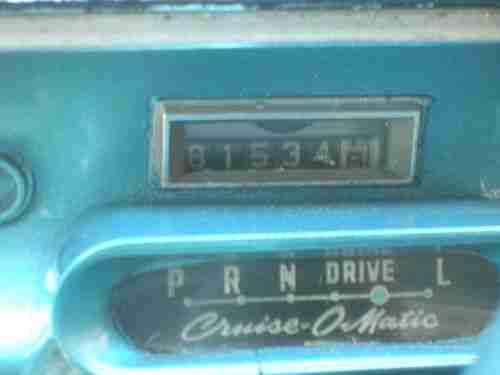 81534
P R N DRIVE L
Cruise-O-Matic